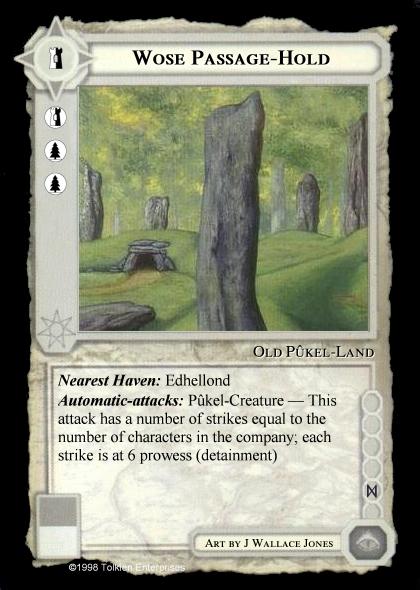 Wose Passage-Hold
Old Pûkel-Land
Nearest Haven: Edhellond
Automatic-attacks: Pûkel-Creature — This
attack has a number of strikes equal to the
number of characters in the company; each
strike is at 6 prowess (detainment)
Art by J Wallace Jones
©1998 Tolkien Enterprises